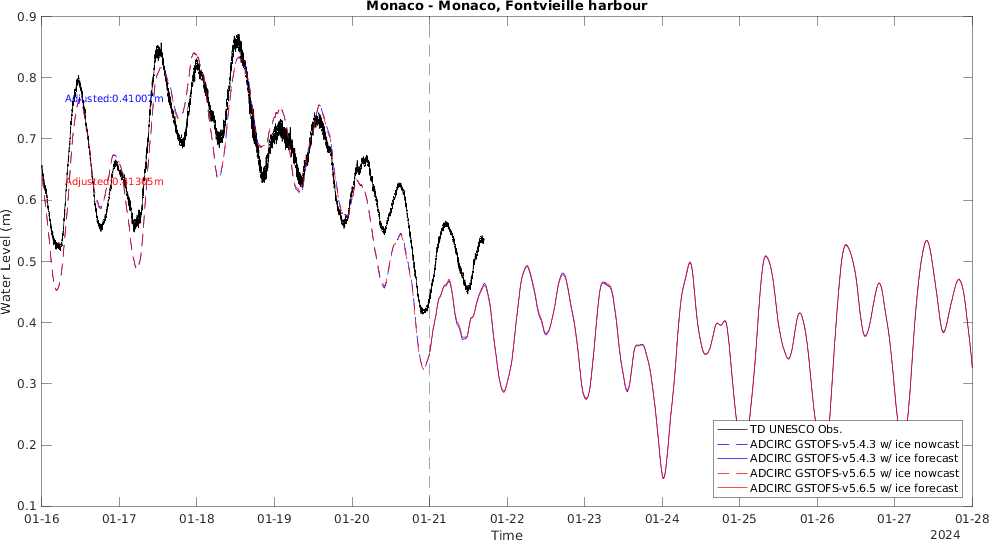 Monaco - Monaco, Fontvieille harbour
0.9
0.8
0.7
0.6
0.5
0.4
0.3
0.2
0.1
Water Level (m)
Adjusted:0.41007m
Adjusted:0.41305m
TD UNESCO Obs.
ADCIRC GSTOFS-v5.4.3 w/ ice nowcast
ADCIRC GSTOFS-v5.4.3 w/ ice forecast
ADCIRC GSTOFS-v5.6.5 w/ ice nowcast
ADCIRC GSTOFS-v5.6.5 w/ ice forecast
01-16 01-17 01-18 01-19 01-20 01-21 01-22 01-23 01-24 01-25 01-26 01-27 01-28
Time
2024